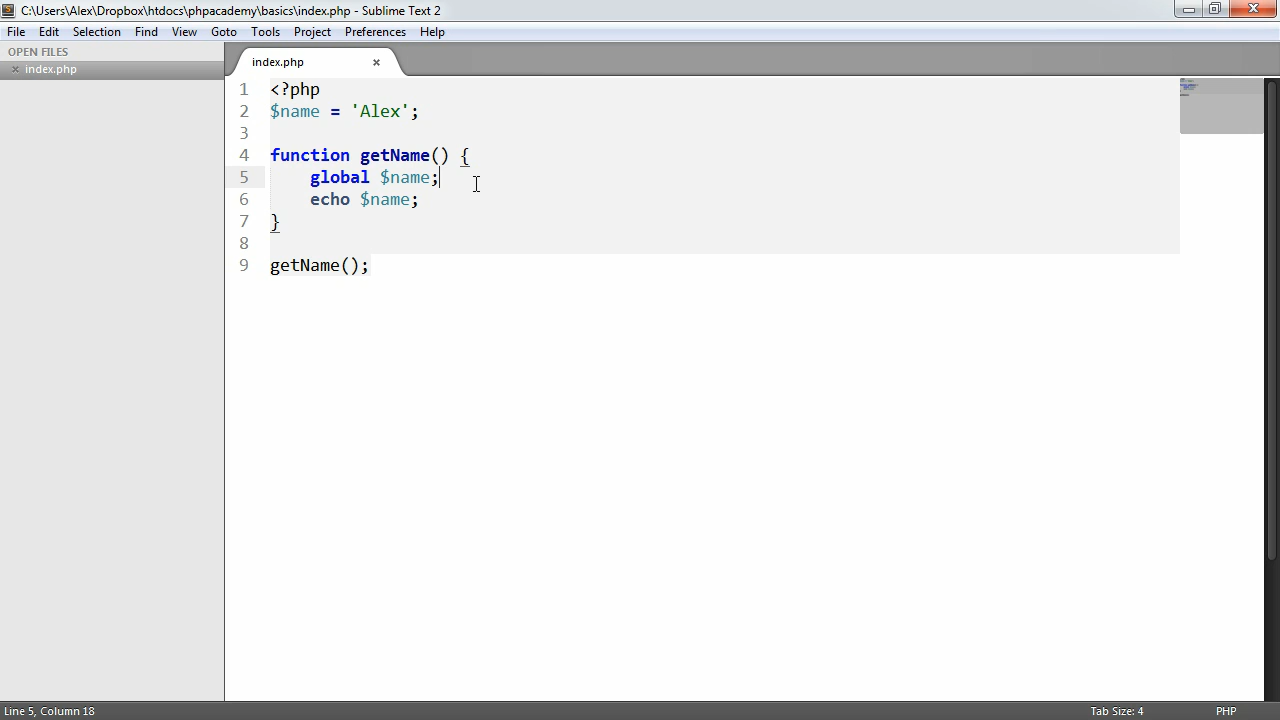 C:\Users\Alex\Dropbox\htdocs\phpacademy\basics\index.php - Sublime Text 2
File Edit Selection Find View Goto Tools Project Preferences Help
OPEN FILES
index.php
index.php
1 <?php
2 $name = 'Alex';
3
4 function getName() {
5     global $name;
6     echo $name;
7 }
8
9 getName();
Line 5, Column 18
Tab Size: 4
PHP